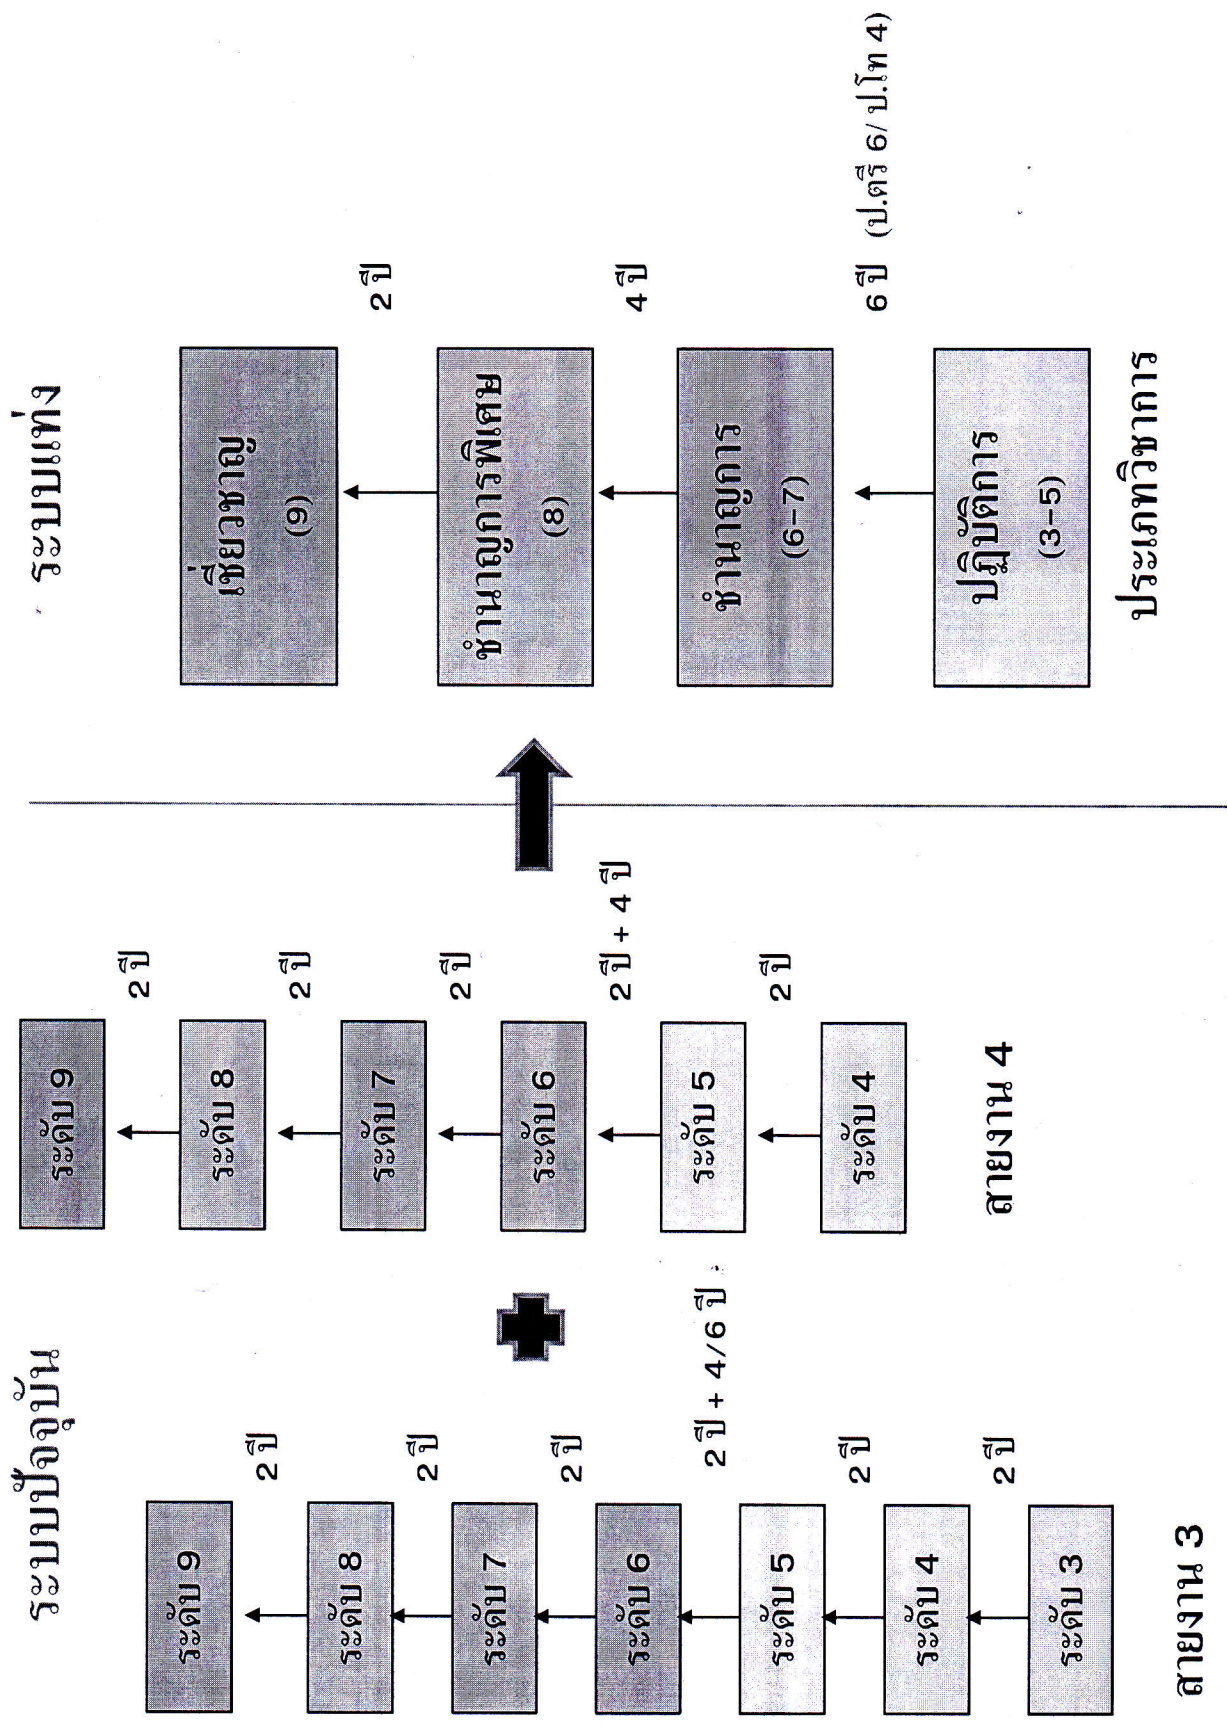 ระบบปัจจุบัน
ระดับ 9
2 ปี
ระดับ 8
2 ปี
ระดับ 7
2 ปี
ระดับ 6
2 ปี + 4/6 ปี
ระดับ 5
2 ปี
ระดับ 4
2 ปี
ระดับ 3
สายงาน 3
ระดับ 9
2 ปี
ระดับ 8
2 ปี
ระดับ 7
2 ปี
ระดับ 6
2 ปี + 4 ปี
ระดับ 5
2 ปี
ระดับ 4
สายงาน 4
ระบบแท่ง
เชี่ยวชาญ
(9)
2 ปี
ชำนาญการพิเศษ
(8)
4 ปี
ชำนาญการ
(6-7)
6 ปี (ป.ตรี 6/ ป.โท 4)
ปฏิบัติการ
(3-5)
ประเภทวิชาการ